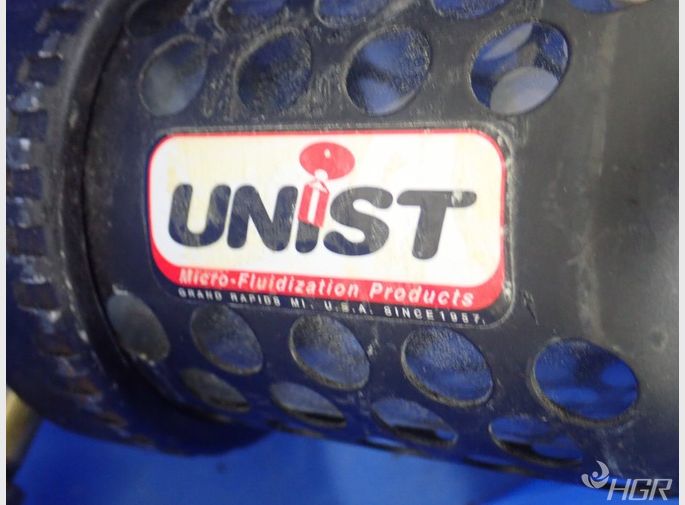 UNIST
Micro-Fluidization Products
GRAND RAPIDS MI. U.S.A. SINCE 1957.
HGR